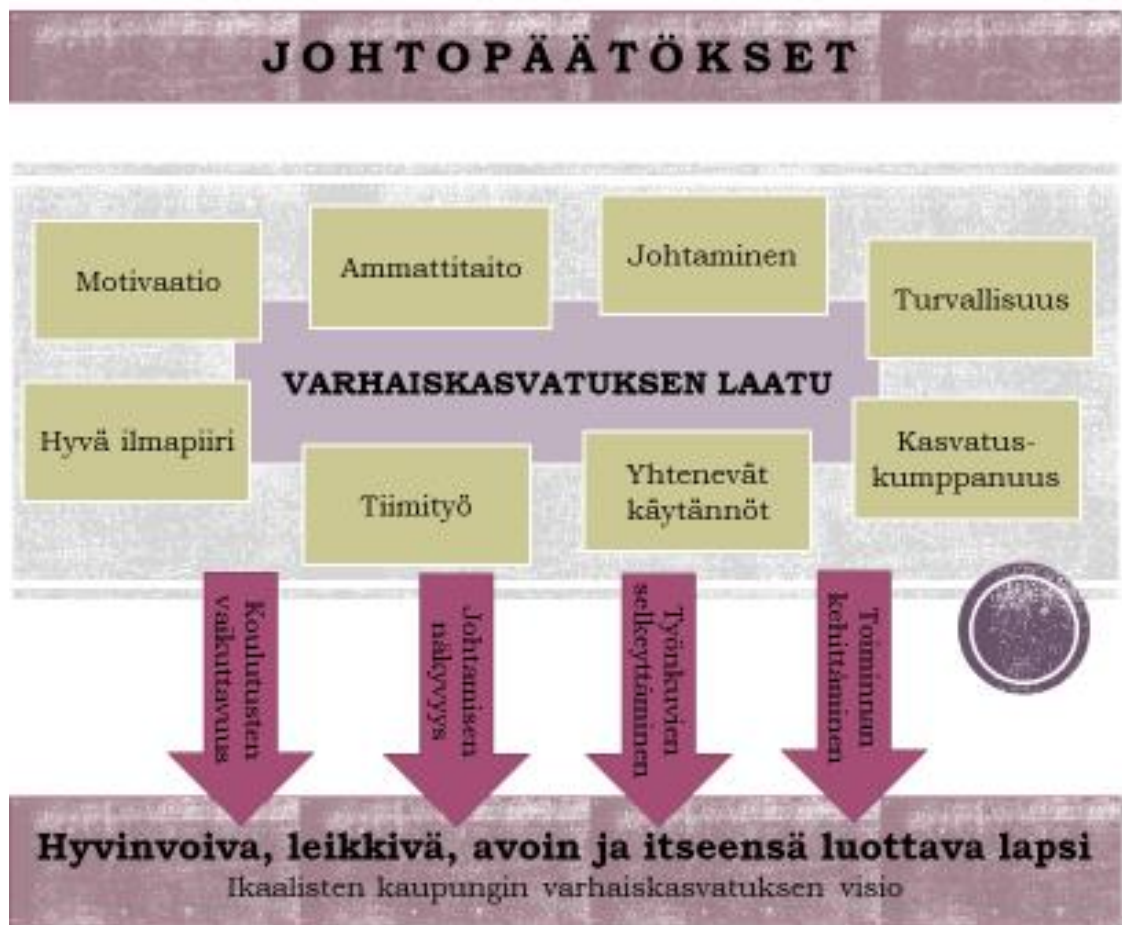 JOHTOPÄÄTÖKSET
Motivaatio
Ammattitaito
Johtaminen
Turvallisuus
VARHAISKASVATUKSEN LAATU
Hyvä ilmapiiri
Tiimityö
Yhtenevät
käytännöt
Kasvatus-
kumppanuus
Koulutusten
vaikuttavuus
Johtamisen
näkyvyys
Työnkuvien
selkeyttäminen
Toiminnan
kehittäminen
Hyvinvoiva, leikkivä, avoin ja itseensä luottava lapsi
Ikaalisten kaupungin varhaiskasvatuksen visio